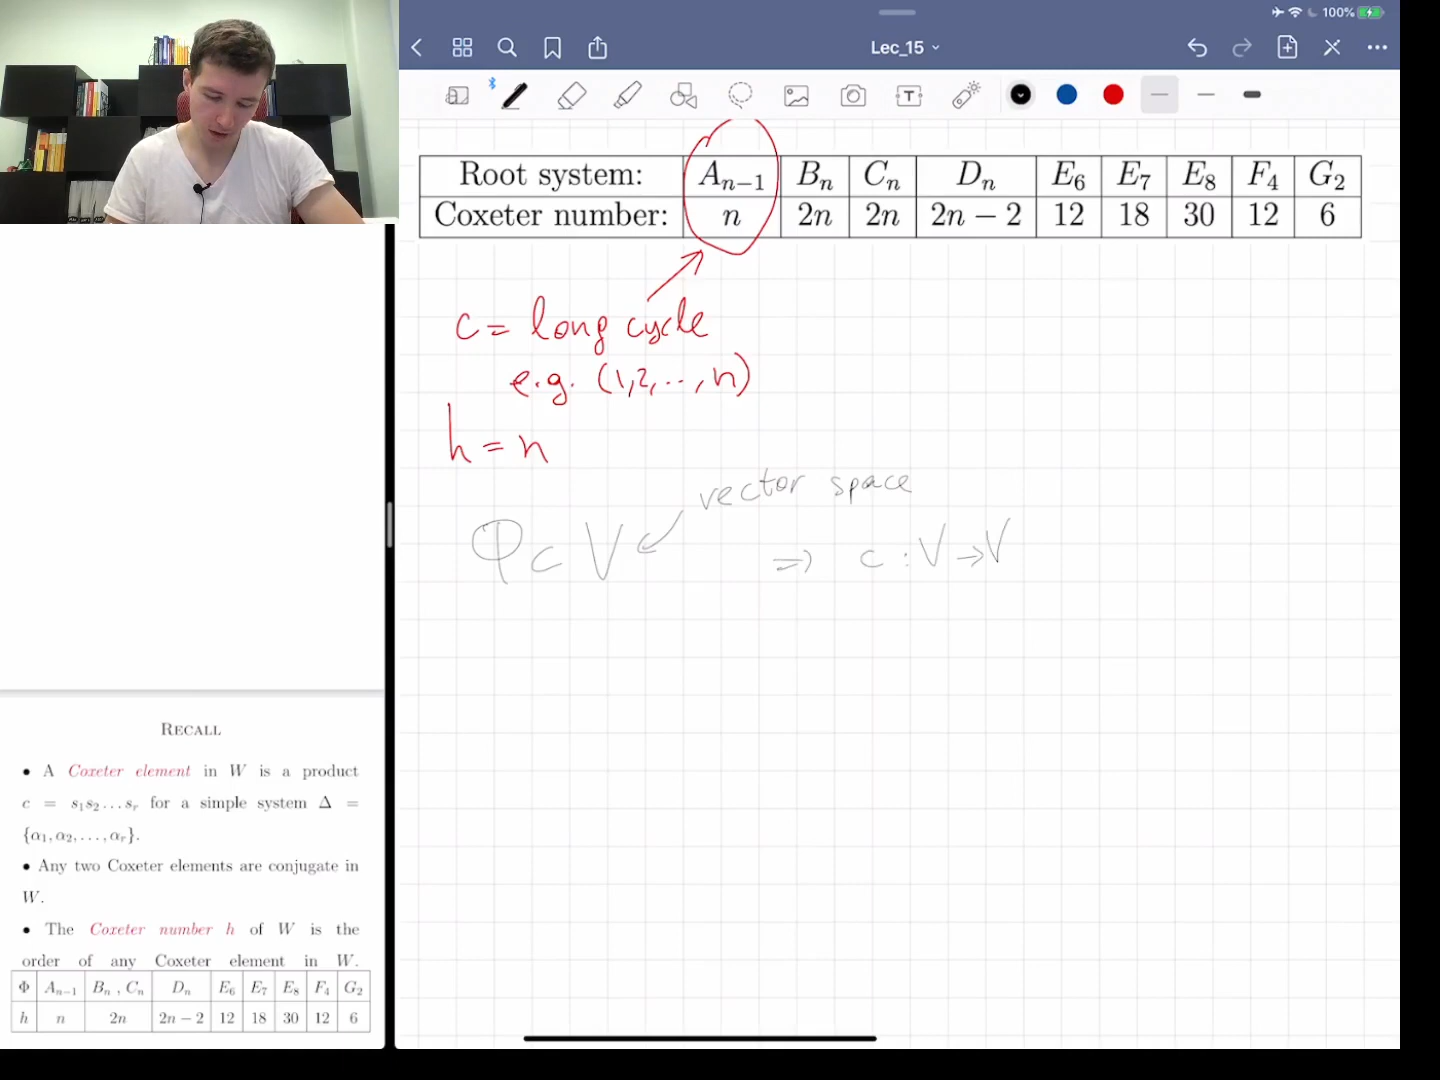 100%
Lec_15
Root system: A_{n−1} B_n C_n D_n E_6 E_7 E_8 F_4 G_2
Coxeter number: n 2n 2n 2n − 2 12 18 30 12 6
c = long cycle
e.g. (1,2,..,n)
h = n
vector space
Φ ⊂ V ⇒ c : V → V
RECALL
• A Coxeter element in W is a product
c = s_1s_2...s_r for a simple system Δ =
{α_1, α_2, ..., α_r}.
• Any two Coxeter elements are conjugate in
W.
• The Coxeter number h of W is the
order of any Coxeter element in W.
Φ A_{n−1} B_n , C_n D_n E_6 E_7 E_8 F_4 G_2
h n 2n 2n − 2 12 18 30 12 6